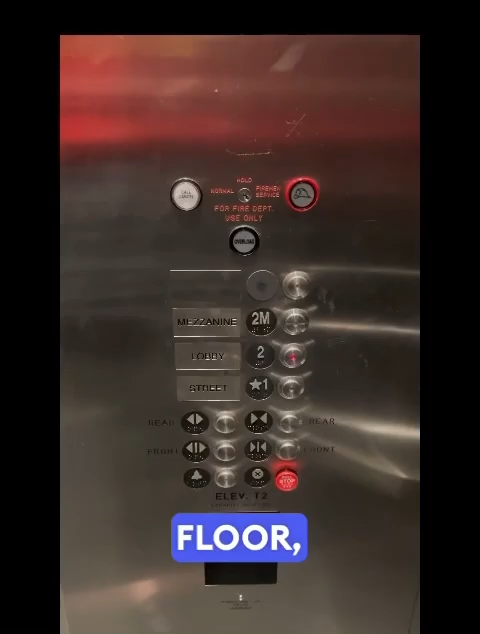 HOLD
NORMAL
FIREMEN
SERVICE
CALL
CANCEL
FOR FIRE DEPT.
USE ONLY
OVERLOAD
MEZZANINE 2M
LOBBY 2
STREET ★1
REAR REAR
FRONT FRONT
STOP
ELEV. T2
FLOOR,